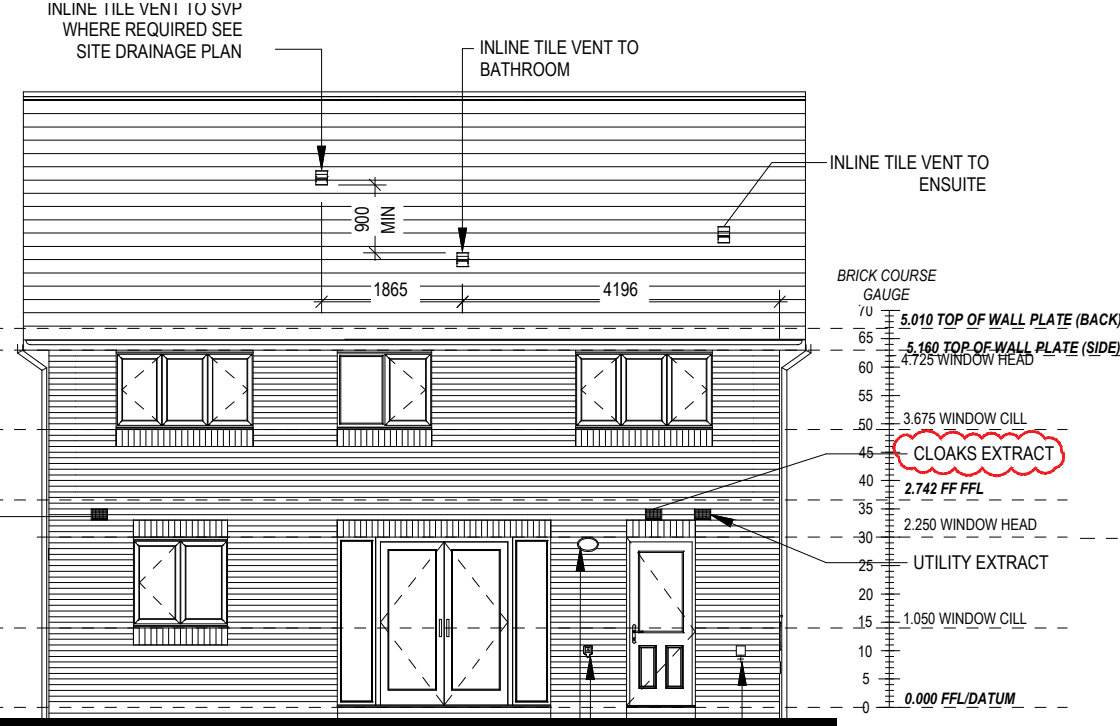 INLINE TILE VENT TO SVP
WHERE REQUIRED SEE
SITE DRAINAGE PLAN
INLINE TILE VENT TO
BATHROOM
INLINE TILE VENT TO
ENSUITE
900
MIN
1865
4196
BRICK COURSE
GAUGE
70
5.010 TOP OF WALL PLATE (BACK)
65
5.160 TOP OF WALL PLATE (SIDE)
4.725 WINDOW HEAD
60
55
50
3.675 WINDOW CILL
45
CLOAKS EXTRACT
40
2.742 FF FFL
35
2.250 WINDOW HEAD
30
25
UTILITY EXTRACT
20
15
1.050 WINDOW CILL
10
5
0
0.000 FFL/DATUM